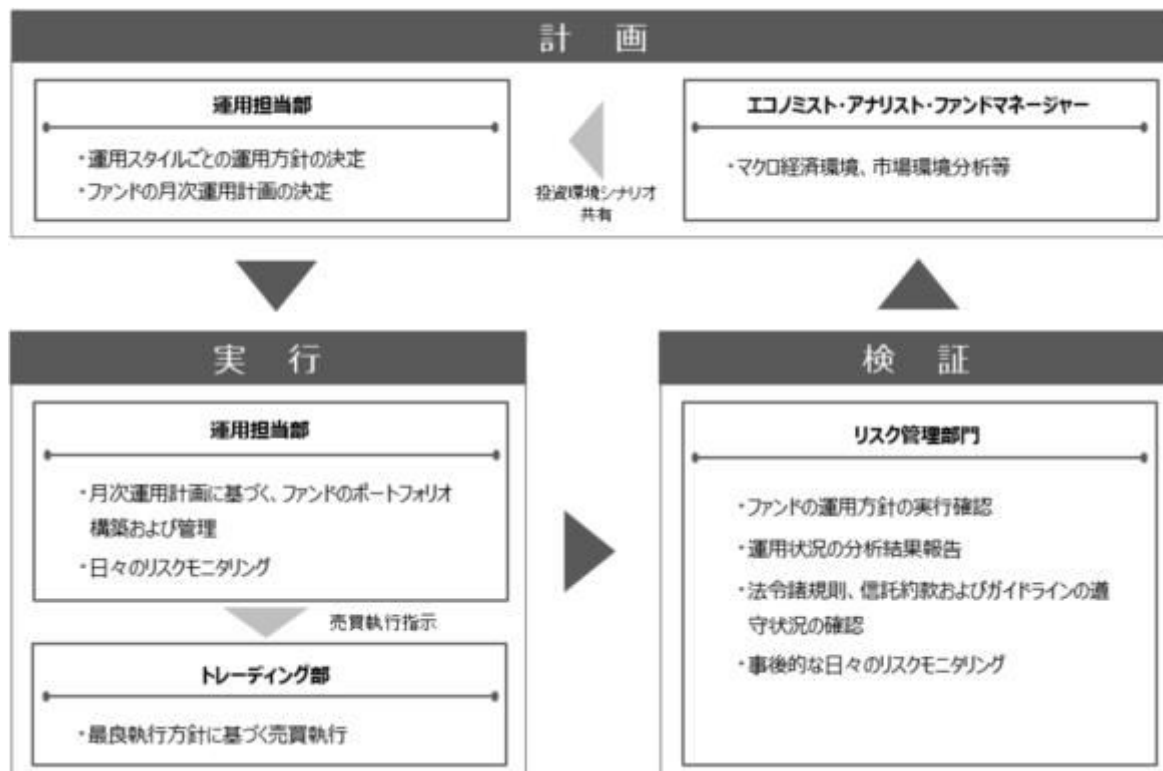 計 画
運用担当部
・運用スタイルごとの運用方針の決定
・ファンドの月次運用計画の決定
投資環境シナリオ
共有
エコノミスト・アナリスト・ファンドマネージャー
・マクロ経済環境、市場環境分析等
実 行
運用担当部
・月次運用計画に基づく、ファンドのポートフォリオ
構築および管理
・日々のリスクモニタリング
売買執行指示
トレーディング部
・最良執行方針に基づく売買執行
検 証
リスク管理部門
・ファンドの運用方針の実行確認
・運用状況の分析結果報告
・法令諸規則、信託約款およびガイドラインの遵
守状況の確認
・事後的な日々のリスクモニタリング